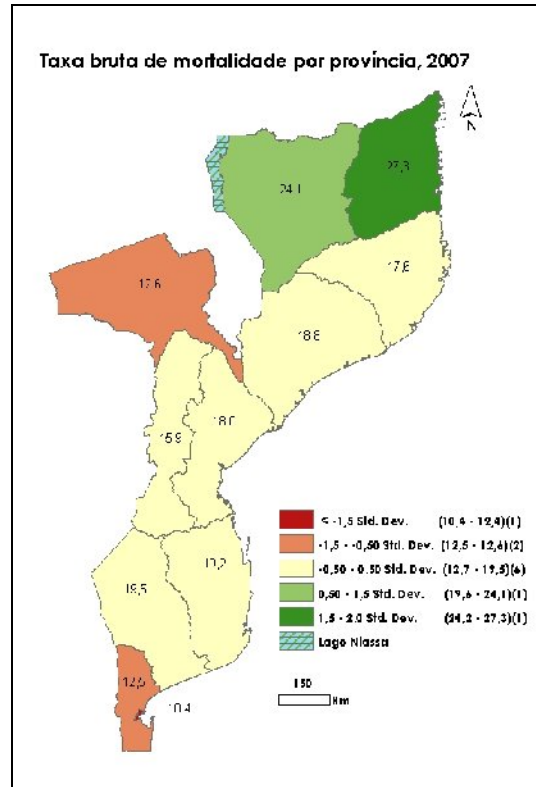 Taxa bruta de mortalidade por província, 2007
N
27,3
24,1
17,8
12,6
18,8
18,0
15,9
19,5
12,5
10,4
≤ -1,5 Std. Dev. (10,4 - 12,4)(1)
-1,5 - -0,50 Std. Dev. (12,5 - 12,6)(2)
-0,50 - 0,50 Std. Dev. (12,7 - 19,5)(6)
0,50 - 1,5 Std. Dev. (19,6 - 24,1)(1)
1,5 - 2,0 Std. Dev. (24,2 - 27,3)(1)
Lago Niassa
150
Km